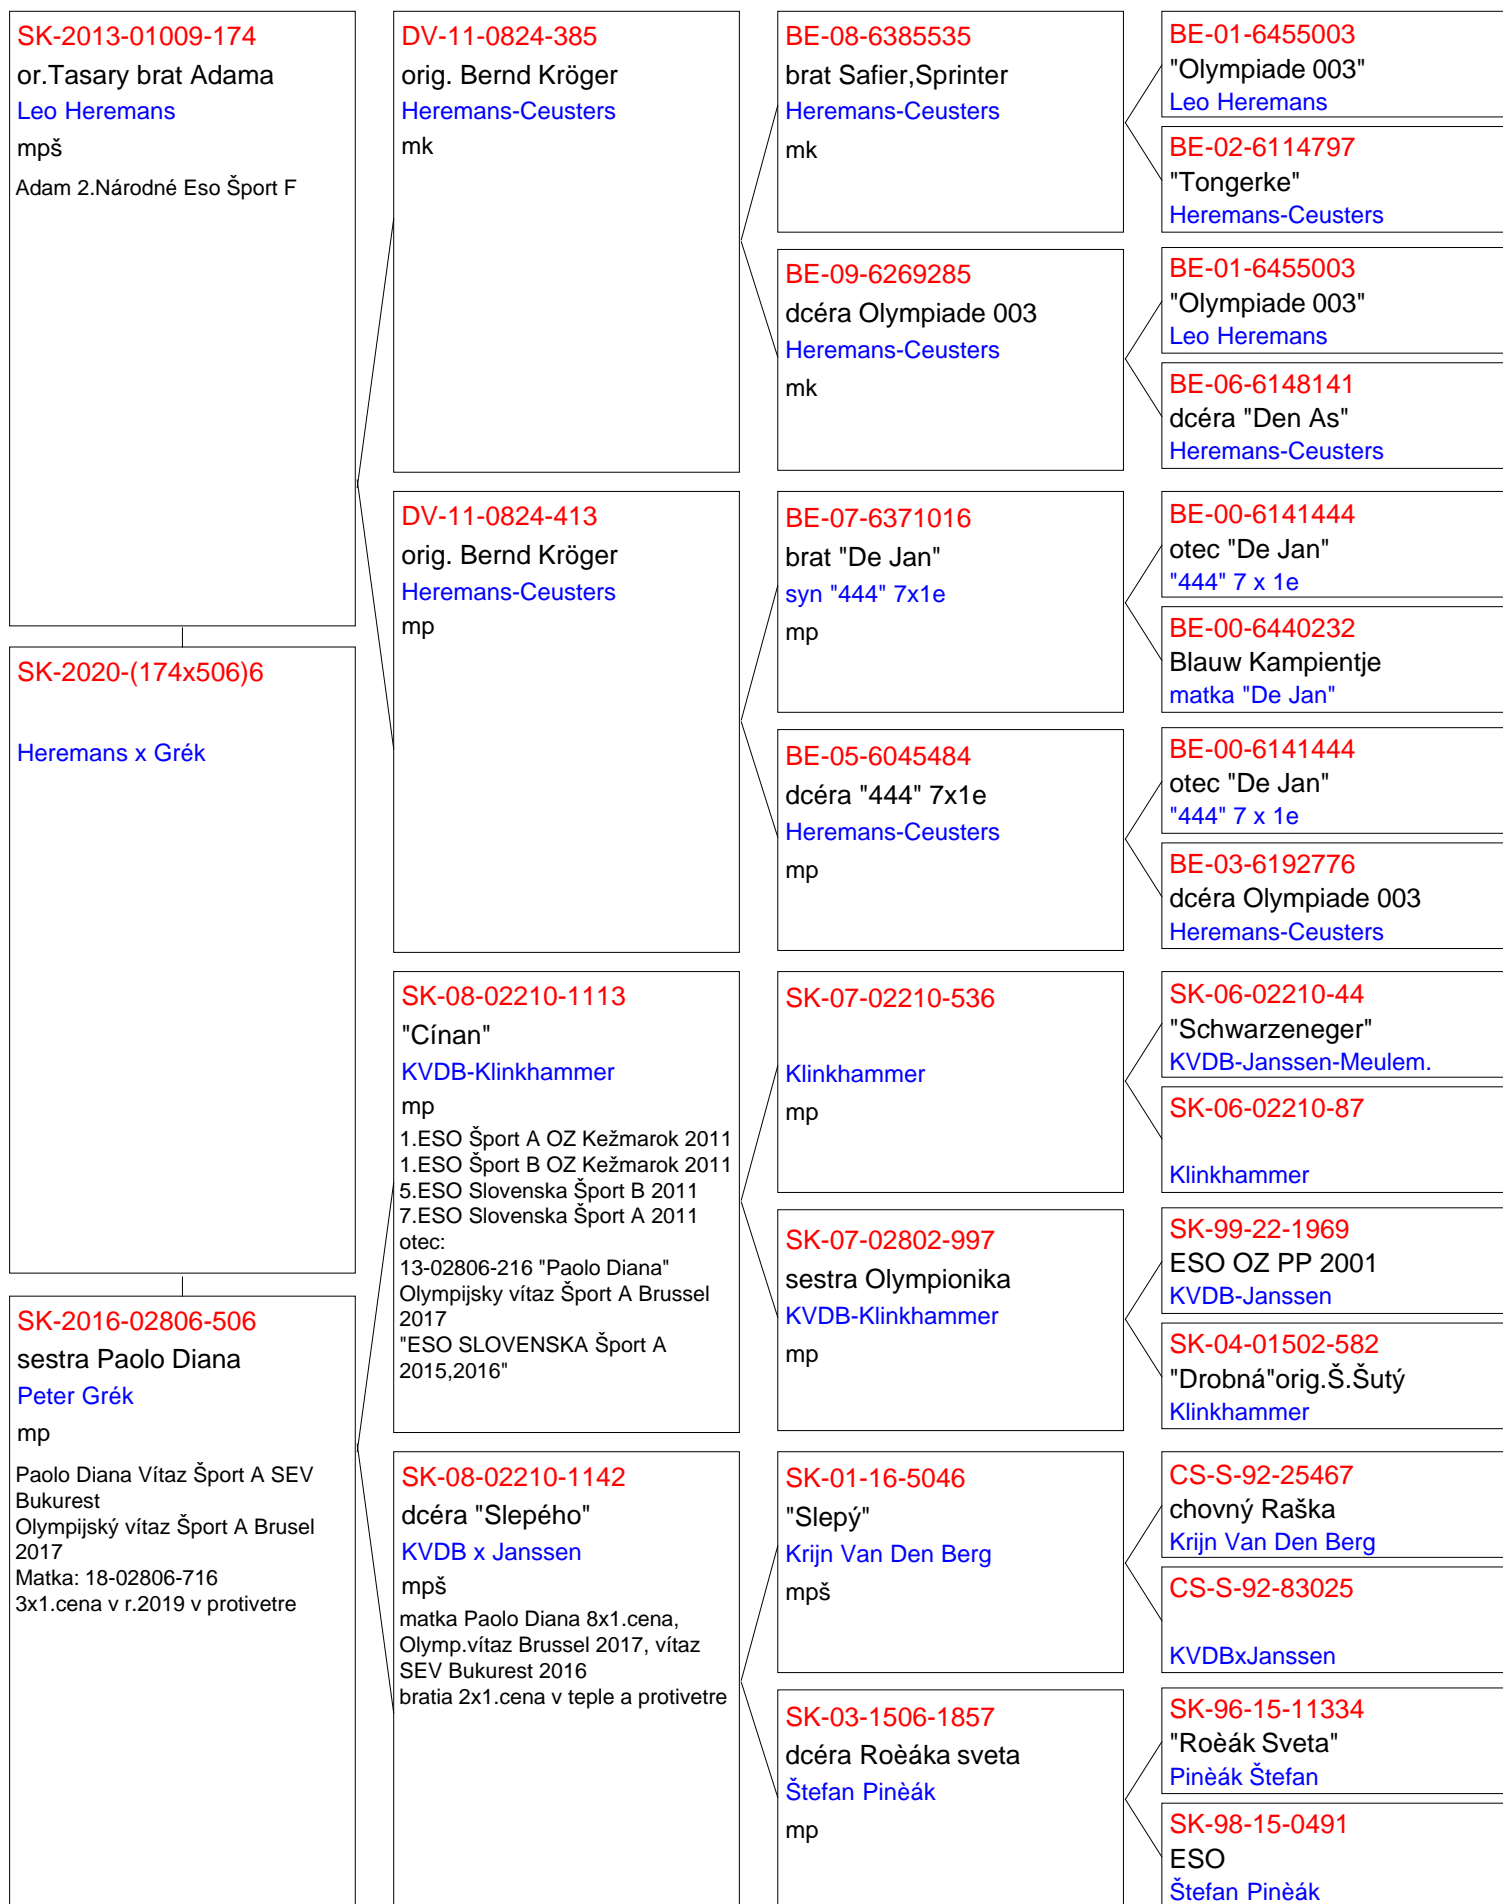 SK-2013-01009-174
or.Tasary brat Adama
Leo Heremans
mpš
Adam 2.Národné Eso Šport F
SK-2020-(174x506)6
Heremans x Grék
SK-2016-02806-506
sestra Paolo Diana
Peter Grék
mp
Paolo Diana Vítaz Šport A SEV
Bukurest
Olympijský vítaz Šport A Brusel
2017
Matka: 18-02806-716
3x1.cena v r.2019 v protivetre
DV-11-0824-385
orig. Bernd Kröger
Heremans-Ceusters
mk
DV-11-0824-413
orig. Bernd Kröger
Heremans-Ceusters
mp
SK-08-02210-1113
"Cínan"
KVDB-Klinkhammer
mp
1.ESO Šport A OZ Kežmarok 2011
1.ESO Šport B OZ Kežmarok 2011
5.ESO Slovenska Šport B 2011
7.ESO Slovenska Šport A 2011
otec:
13-02806-216 "Paolo Diana"
Olympijsky vítaz Šport A Brussel
2017
"ESO SLOVENSKA Šport A
2015,2016"
SK-08-02210-1142
dcéra "Slepého"
KVDB x Janssen
mpš
matka Paolo Diana 8x1.cena,
Olymp.vítaz Brussel 2017, vítaz
SEV Bukurest 2016
bratia 2x1.cena v teple a protivetre
BE-08-6385535
brat Safier,Sprinter
Heremans-Ceusters
mk
BE-09-6269285
dcéra Olympiade 003
Heremans-Ceusters
mk
BE-07-6371016
brat "De Jan"
syn "444" 7x1e
mp
BE-05-6045484
dcéra "444" 7x1e
Heremans-Ceusters
mp
SK-07-02210-536
Klinkhammer
mp
SK-07-02802-997
sestra Olympionika
KVDB-Klinkhammer
mp
SK-01-16-5046
"Slepý"
Krijn Van Den Berg
mpš
SK-03-1506-1857
dcéra Roèáka sveta
Štefan Pinèák
mp
BE-01-6455003
"Olympiade 003"
Leo Heremans
BE-02-6114797
"Tongerke"
Heremans-Ceusters
BE-01-6455003
"Olympiade 003"
Leo Heremans
BE-06-6148141
dcéra "Den As"
Heremans-Ceusters
BE-00-6141444
otec "De Jan"
"444" 7 x 1e
BE-00-6440232
Blauw Kampientje
matka "De Jan"
BE-00-6141444
otec "De Jan"
"444" 7 x 1e
BE-03-6192776
dcéra Olympiade 003
Heremans-Ceusters
SK-06-02210-44
"Schwarzeneger"
KVDB-Janssen-Meulem.
SK-06-02210-87
Klinkhammer
SK-99-22-1969
ESO OZ PP 2001
KVDB-Janssen
SK-04-01502-582
"Drobná"orig.Š.Šutý
Klinkhammer
CS-S-92-25467
chovný Raška
Krijn Van Den Berg
CS-S-92-83025
KVDBxJanssen
SK-96-15-11334
"Roèák Sveta"
Pinèák Štefan
SK-98-15-0491
ESO
Štefan Pinèák